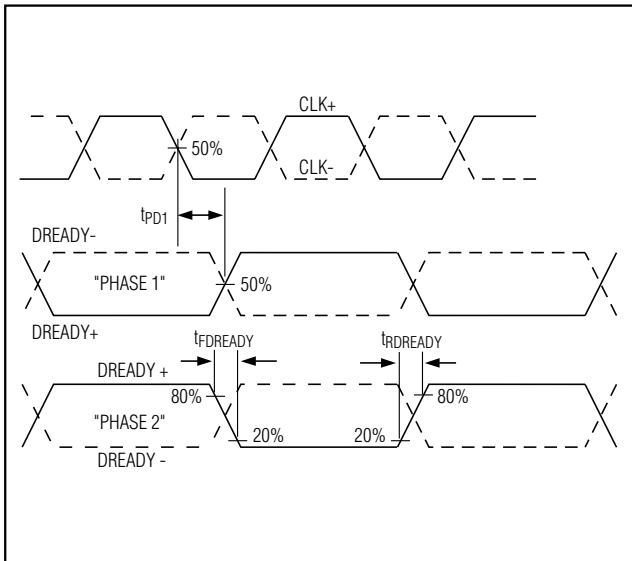 CLK+
50%
CLK-
tPD1
DREADY-
"PHASE 1"
50%
DREADY+
tFDREADY
tRDREADY
DREADY +
80%
80%
"PHASE 2"
20%
20%
DREADY -